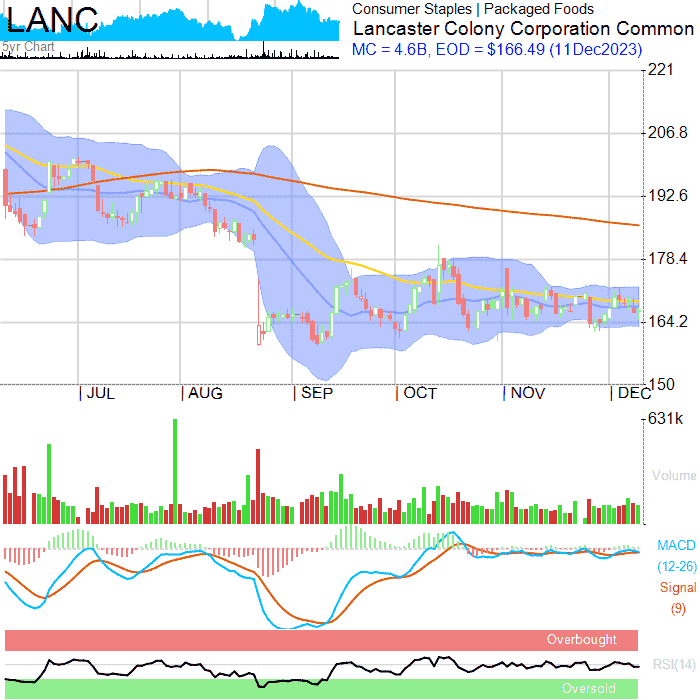 LANC
5yr Chart
Consumer Staples | Packaged Foods
Lancaster Colony Corporation Common
MC = 4.6B, EOD = $166.49 (11Dec2023)
221
206.8
192.6
178.4
164.2
150
JUL
AUG
SEP
OCT
NOV
DEC
631k
Volume
MACD
(12-26)
Signal
(9)
Overbought
RSI(14)
Oversold